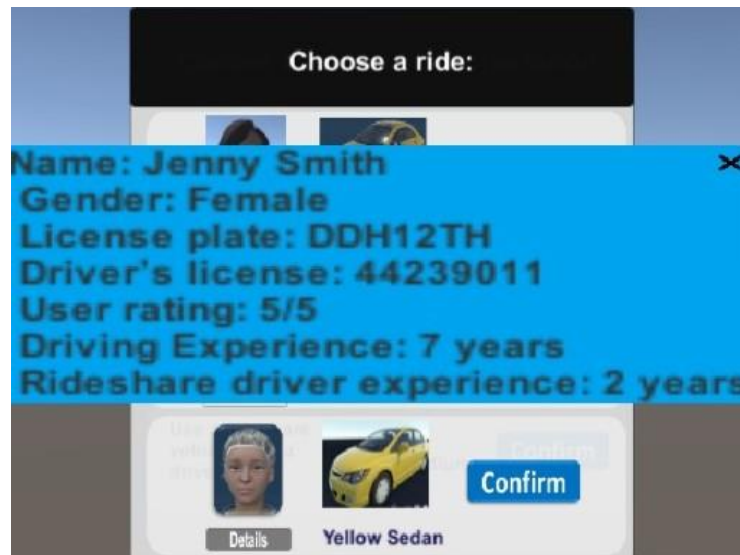 Choose a ride:
Name: Jenny Smith
X
Gender: Female
License plate: DDH12TH
Driver's license: 44239011
User rating: 5/5
Driving Experience: 7 years
Rideshare driver experience: 2 years
Confirm
Details
Yellow Sedan